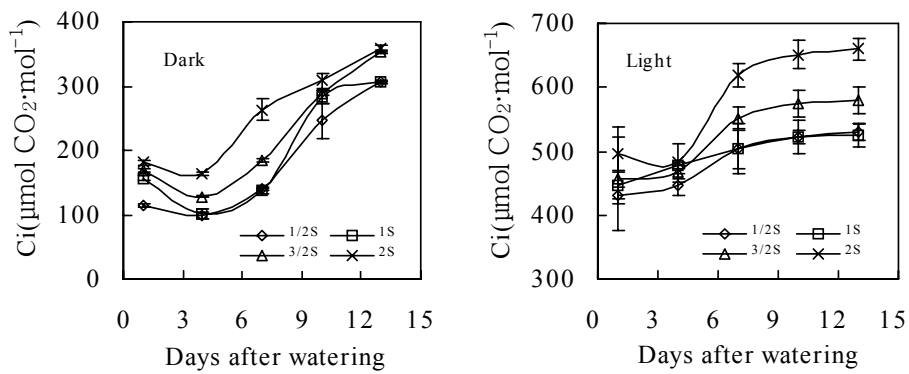 400
300
200
100
0
Ci(μmol CO₂·mol⁻¹)
Dark
1/2S
1S
3/2S
2S
0 3 6 9 12 15
Days after watering
700
600
500
400
300
Ci(μmol CO₂·mol⁻¹)
Light
1/2S
1S
3/2S
2S
0 3 6 9 12 15
Days after watering